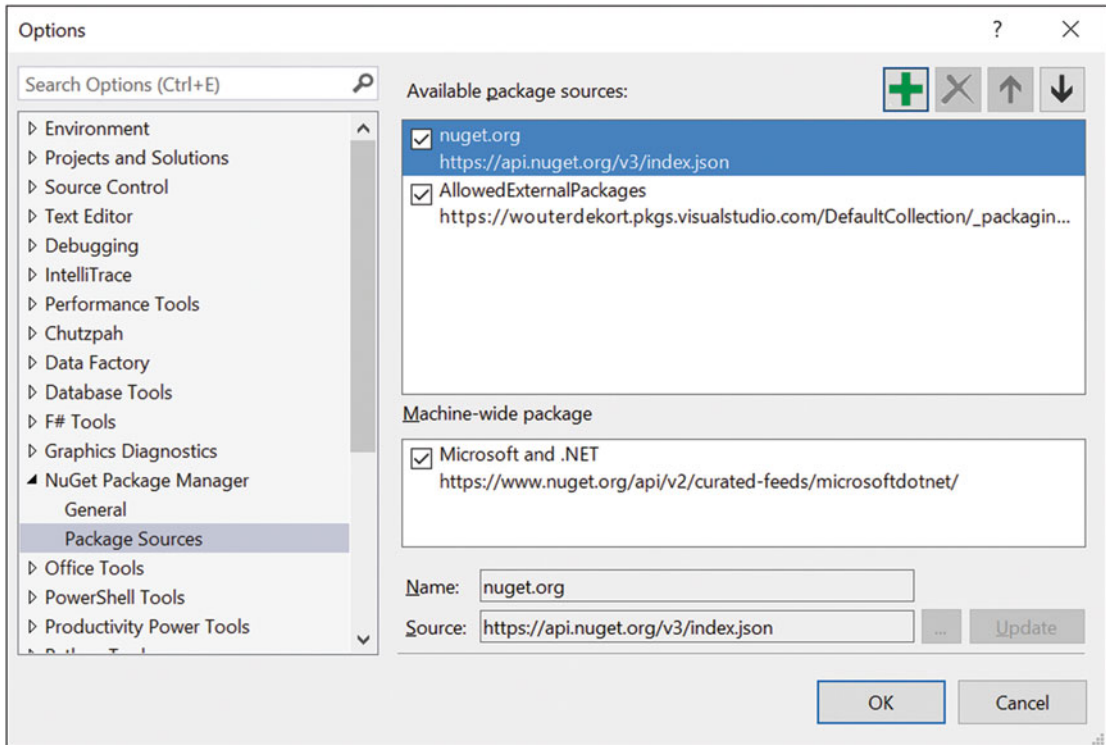 Options
?
Search Options (Ctrl+E)
Environment
Projects and Solutions
Source Control
Text Editor
Debugging
IntelliTrace
Performance Tools
Chutzpah
Data Factory
Database Tools
F# Tools
Graphics Diagnostics
NuGet Package Manager
General
Package Sources
Office Tools
PowerShell Tools
Productivity Power Tools
Available package sources:
nuget.org
https://api.nuget.org/v3/index.json
AllowedExternalPackages
https://wouterdekort.pkgs.visualstudio.com/DefaultCollection/_packagin...
Machine-wide package
Microsoft and .NET
https://www.nuget.org/api/v2/curated-feeds/microsoftdotnet/
Name: nuget.org
Source: https://api.nuget.org/v3/index.json ... Update
OK Cancel